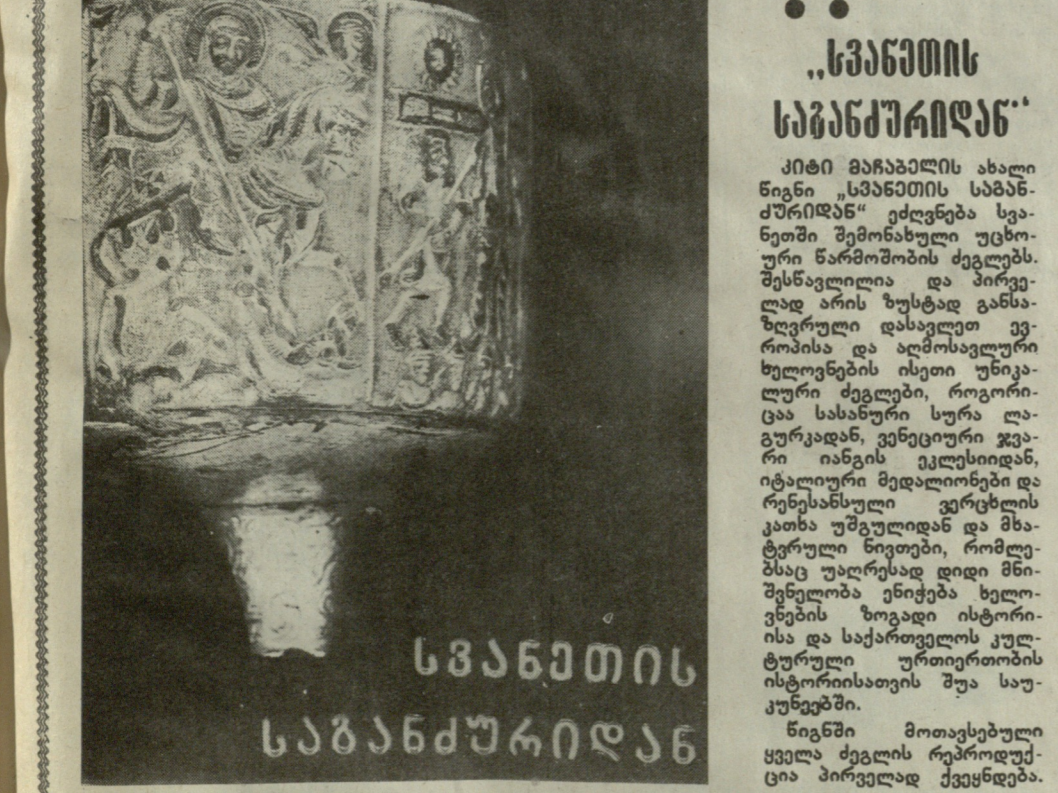 სვანეთის
საგანძურიდან
„სვანეთის
საგანძურიდან“
კიტი მაჩაბელის ახალი
წიგნი „სვანეთის საგან-
ძურიდან“ ეძღვნება სვა-
ნეთში შემონახული უცხო-
ური წარმოშობის ძეგლებს.
შესწავლილია და პირვე-
ლად არის ზუსტად განსა-
ზღვრული დასავლეთ ევ-
როპისა და აღმოსავლური
ხელოვნების ისეთი უნიკა-
ლური ძეგლები, როგორი-
ცაა სასანური სურა ლა-
გურკადან, ვენეციური ჯვა-
რი იანგის ეკლესიიდან,
იტალიური მედალიონები და
რენესანსული ვერცხლის
კათხა უშგულიდან და მხა-
ტვრული ნივთები, რომლე-
ბსაც უაღრესად დიდი მნი-
შვნელობა ენიჭება ხელო-
ვნების ზოგადი ისტორი-
ისა და საქართველოს კულ-
ტურული ურთიერთობის
ისტორიისათვის შუა საუ-
კუნეებში.
წიგნში მოთავსებული
ყველა ძეგლის რეპროდუქ-
ცია პირველად ქვეყნდება.